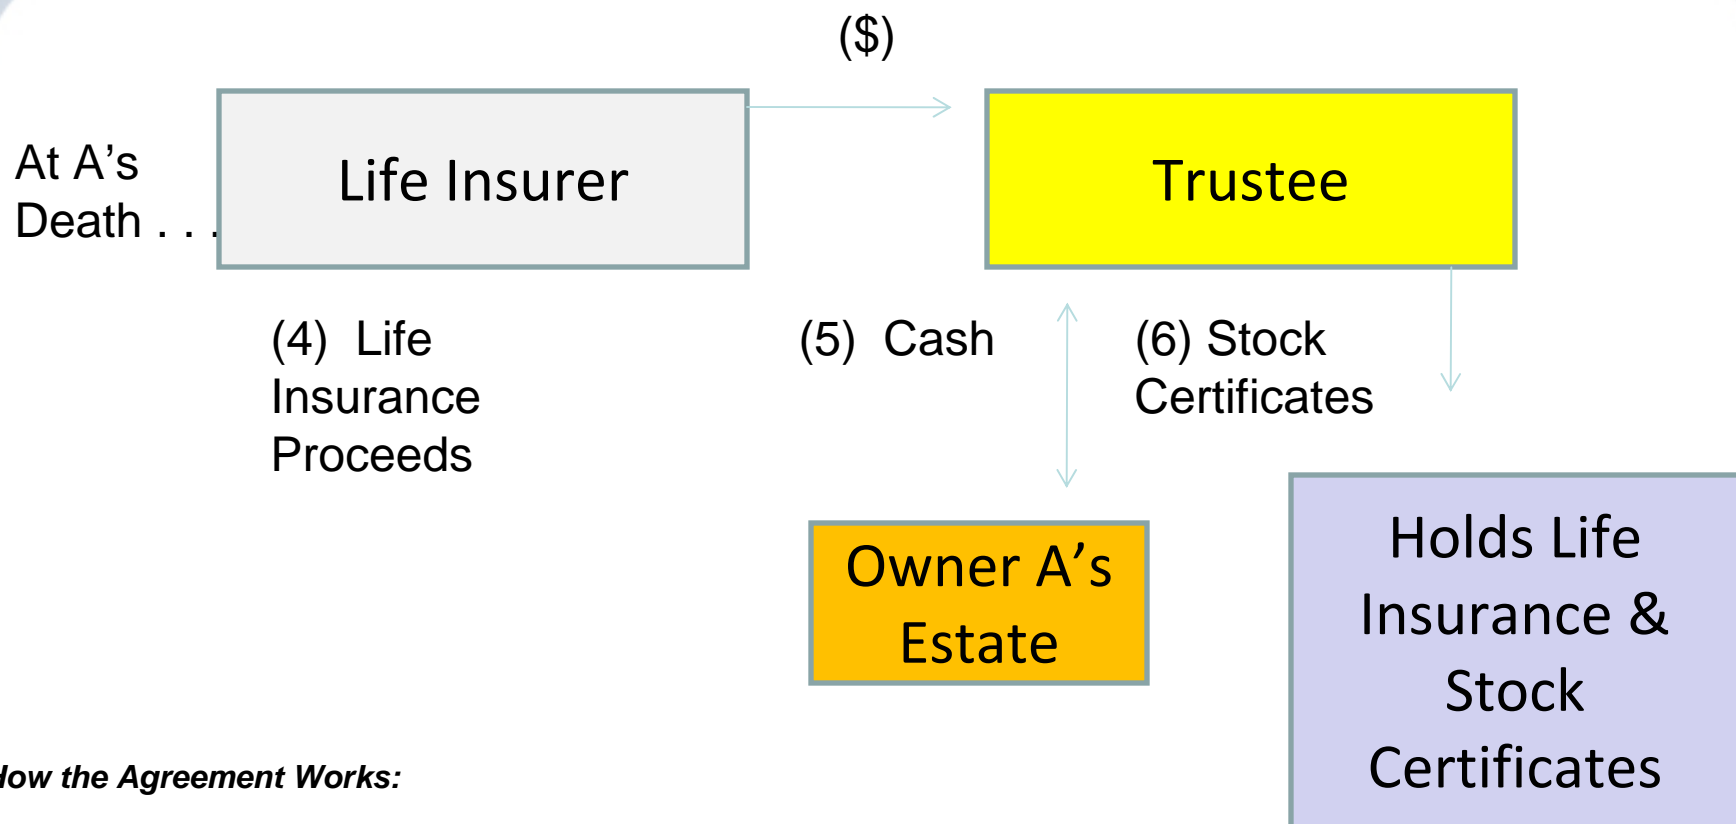 ($)
At A's
Death . . .
Life Insurer
Trustee
(4) Life
Insurance
Proceeds
(5) Cash
(6) Stock
Certificates
Owner A’s
Estate
Holds Life
Insurance &
Stock
Certificates
How the Agreement Works: